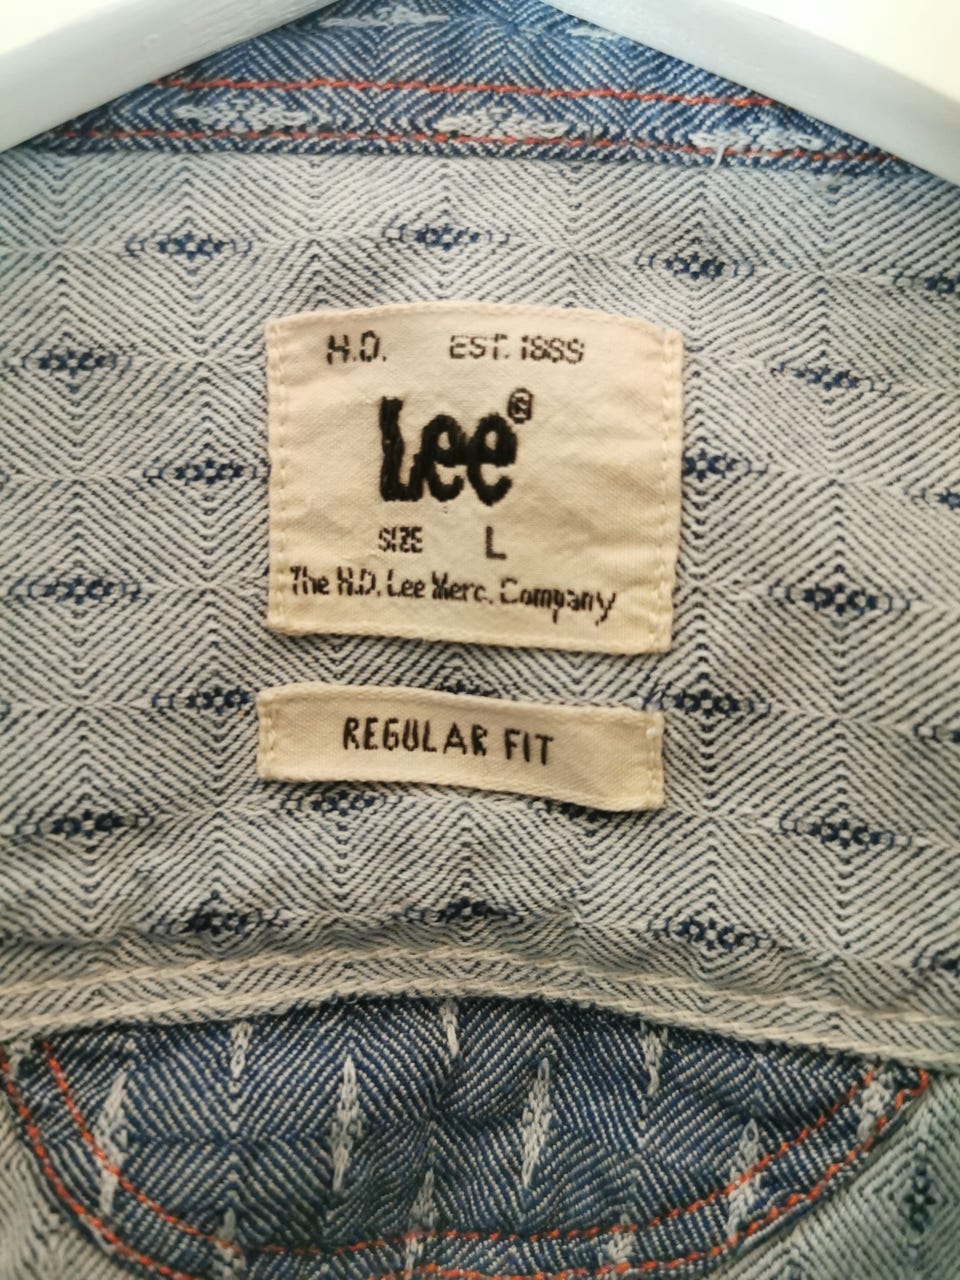 H.D. EST. 1889
Lee®
SIZE L
The H.D. Lee Merc. Company
REGULAR FIT